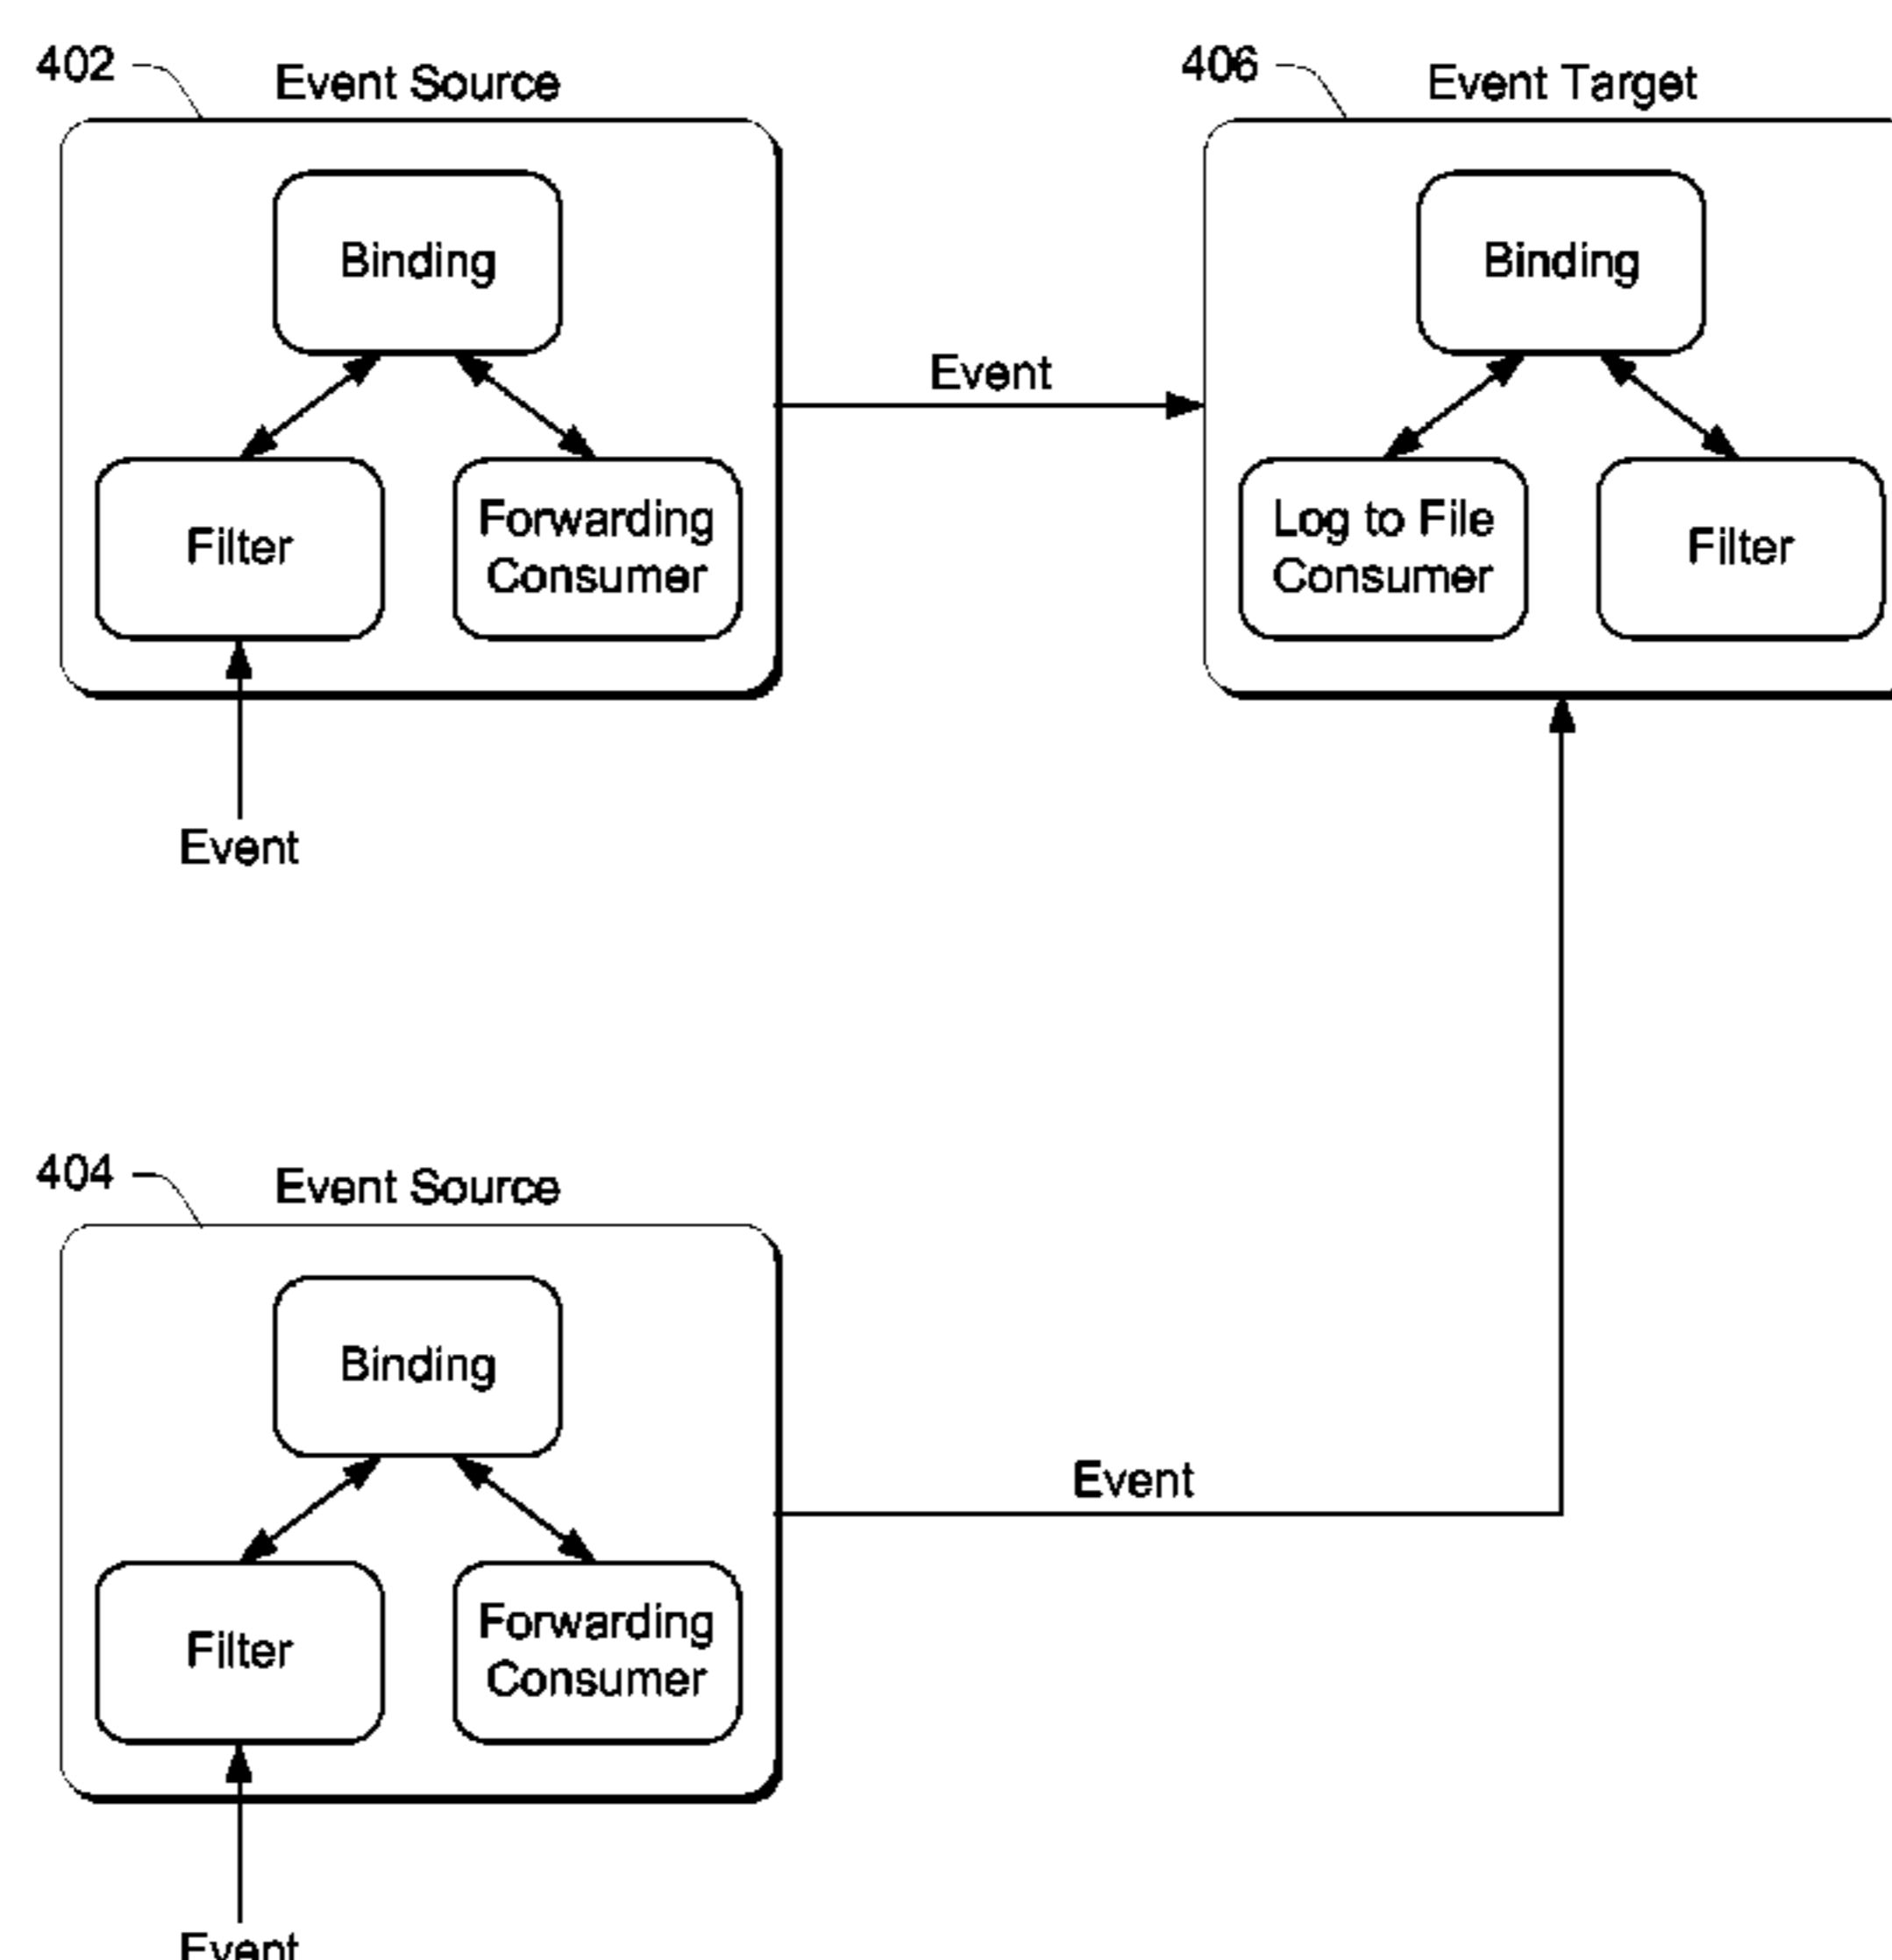 402
Event Source
406
Event Target
Binding
Binding
Event
Filter
Forwarding
Consumer
Log to File
Consumer
Filter
Event
404
Event Source
Binding
Event
Filter
Forwarding
Consumer
Event